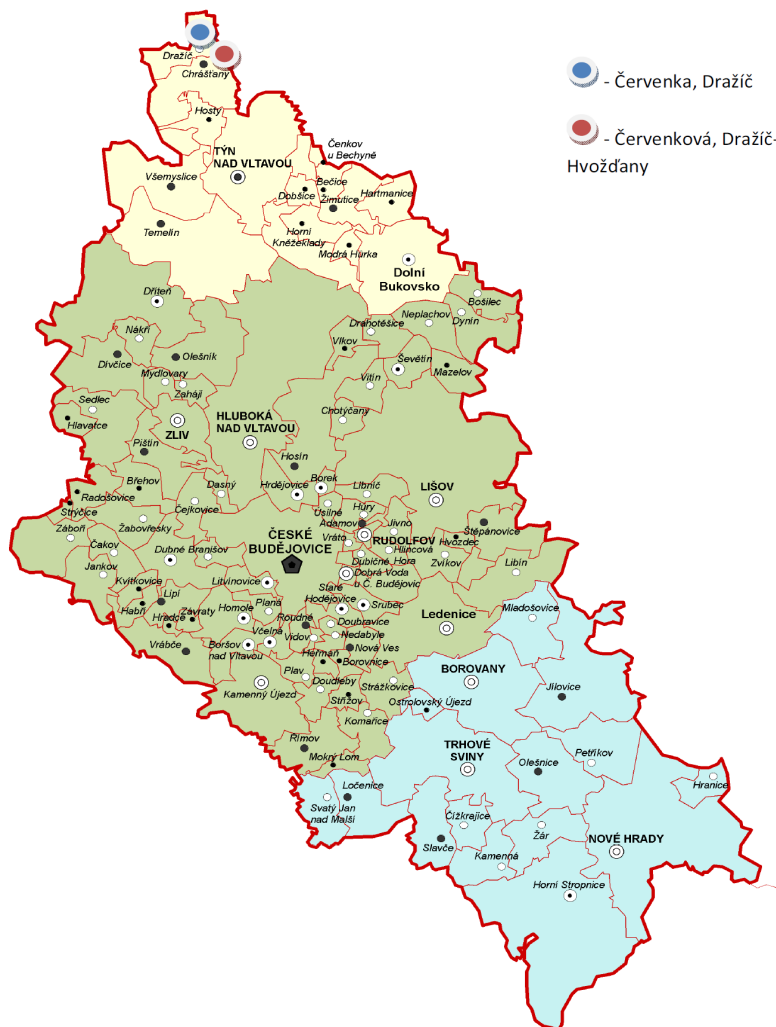 Dražíč
- Červenka, Dražíč
Chrášťany
- Červenková, Dražíč-
Hvožďany
Hosty
TÝN
NAD VLTAVOU
Čenkov
u Bechyně
Všemyslice
Bečice
Dobšice
Žimutice
Hartmanice
Temelín
Horní
Kněžeklady
Modrá Hůrka
Dolní
Bukovsko
Dříteň
Bošilec
Neplachov
Dynín
Drahotěšice
Nákří
Vlkov
Ševětín
Olešník
Dívčice
Mazelov
Mydlovary
Vitín
Zahájí
Sedlec
Chotýčany
Hlavatce
ZLIV
HLUBOKÁ
NAD VLTAVOU
Pištín
Hosín
Břehov
Dasný
Hrdějovice
Borek
Libníč
LIŠOV
Radošovice
Strýčice
Čejkovice
Úsilné
Hůry
Záboří
Žabovřesky
Adamov
Jivno
Štěpánovice
ČESKÉ
BUDĚJOVICE
Vráto
RUDOLFOV
Hvozdec
Čakov
Dubné
Branišov
Hlincová
Hora
Dubičné
Zvíkov
Libín
Jankov
Dobrá Voda
u Č. Budějovic
Kvítkovice
Litvínovice
Staré
Hodějovice
Lipí
Habří
Závraty
Homole
Planá
Srubec
Ledenice
Mladošovice
Hradce
Roudné
Doubravice
Včelná
Vidov
Nedabyle
Vrábče
Boršov
nad Vltavou
Nová Ves
Heřmaň
Borovnice
BOROVANY
Plav
Doudleby
Strážkovice
Jílovice
Kamenný Újezd
Střížov
Ostrolovský Újezd
Komařice
Římov
TRHOVÉ
SVINY
Petříkov
Mokrý Lom
Olešnice
Hranice
Ločenice
Svatý Jan
nad Malší
Čížkrajice
Žár
NOVÉ HRADY
Slavče
Kamenná
Horní Stropnice